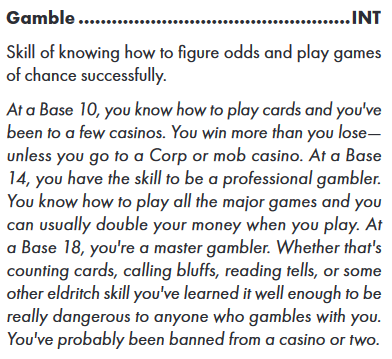 Gamble ................................................INT
Skill of knowing how to figure odds and play games
of chance successfully.
At a Base 10, you know how to play cards and you've
been to a few casinos. You win more than you lose—
unless you go to a Corp or mob casino. At a Base
14, you have the skill to be a professional gambler.
You know how to play all the major games and you
can usually double your money when you play. At
a Base 18, you're a master gambler. Whether that's
counting cards, calling bluffs, reading tells, or some
other eldritch skill you've learned it well enough to be
really dangerous to anyone who gambles with you.
You've probably been banned from a casino or two.